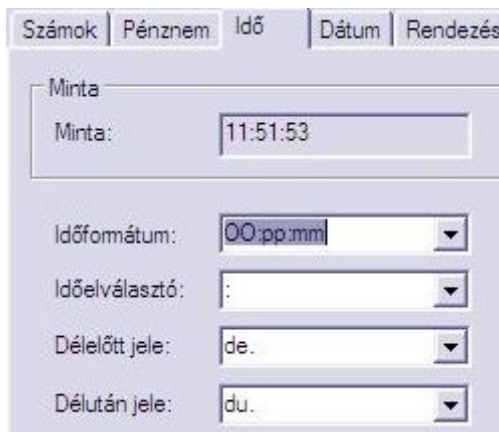 Számok Pénznem Idő Dátum Rendezés
Minta
Minta: 11:51:53
Időformátum: OO:pp:mm
Időelválasztó: :
Délelőtt jele: de.
Délután jele: du.